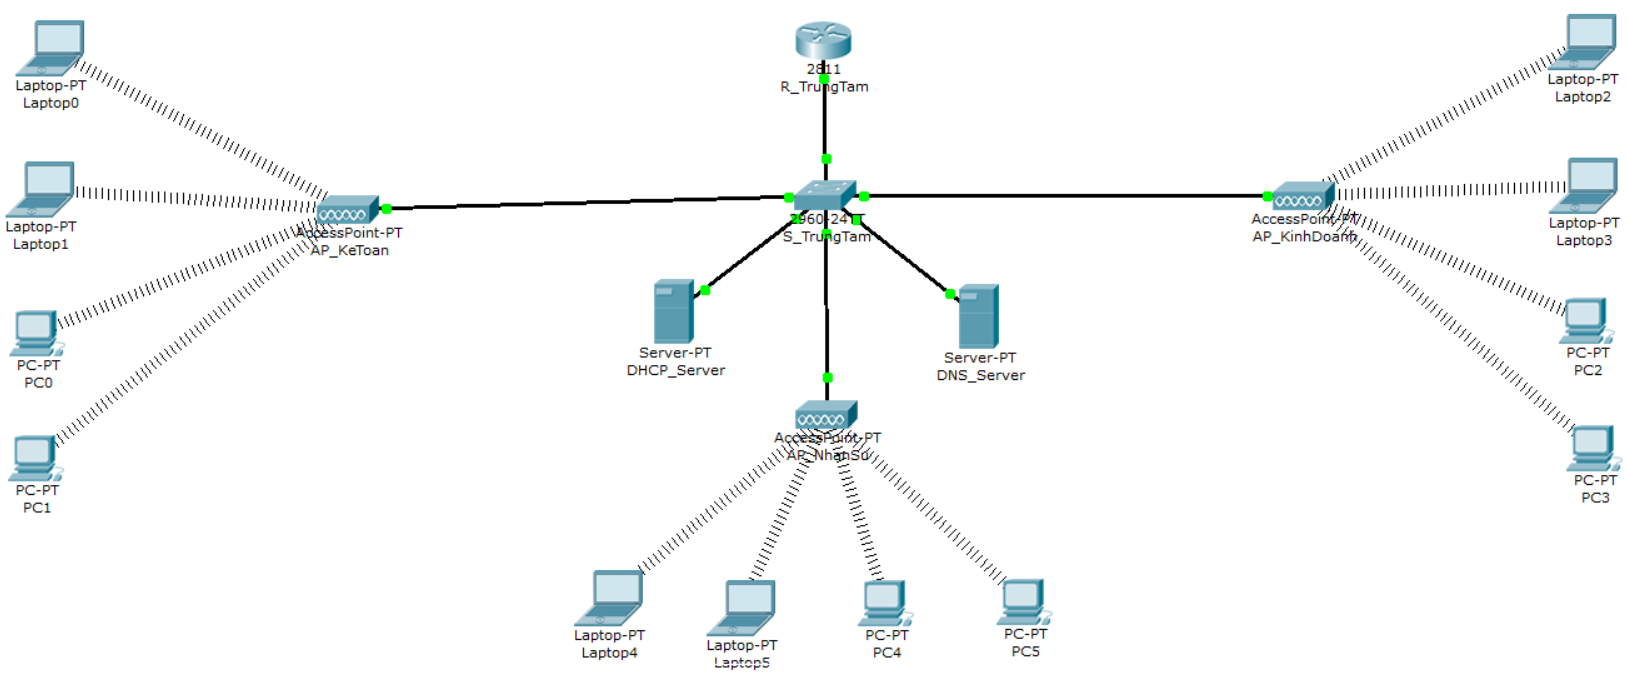 Laptop-PT
Laptop0
2811
R_TrungTam
Laptop-PT
Laptop2
Laptop-PT
Laptop1
AccessPoint-PT
AP_KeToan
2960-24TT
S_TrungTam
AccessPoint-PT
AP_KinhDoanh
Laptop-PT
Laptop3
PC-PT
PC0
Server-PT
DHCP_Server
Server-PT
DNS_Server
PC-PT
PC2
PC-PT
PC1
AccessPoint-PT
AP_NhanSu
PC-PT
PC3
Laptop-PT
Laptop4
Laptop-PT
Laptop5
PC-PT
PC4
PC-PT
PC5